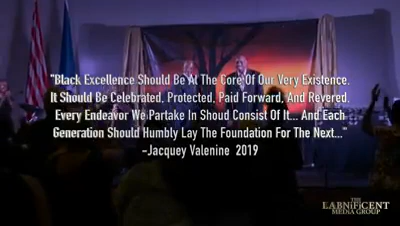 "Black Excellence Should Be At The Core Of Our Very Existence.
It Should Be Celebrated, Protected, Paid Forward, And Revered.
Every Endeavor We Partake In Shoud Consist Of It... And Each
Generation Should Humbly Lay The Foundation For The Next..."
-Jacquey Valenine 2019
THE
LABNiFICENT
MEDIA GROUP